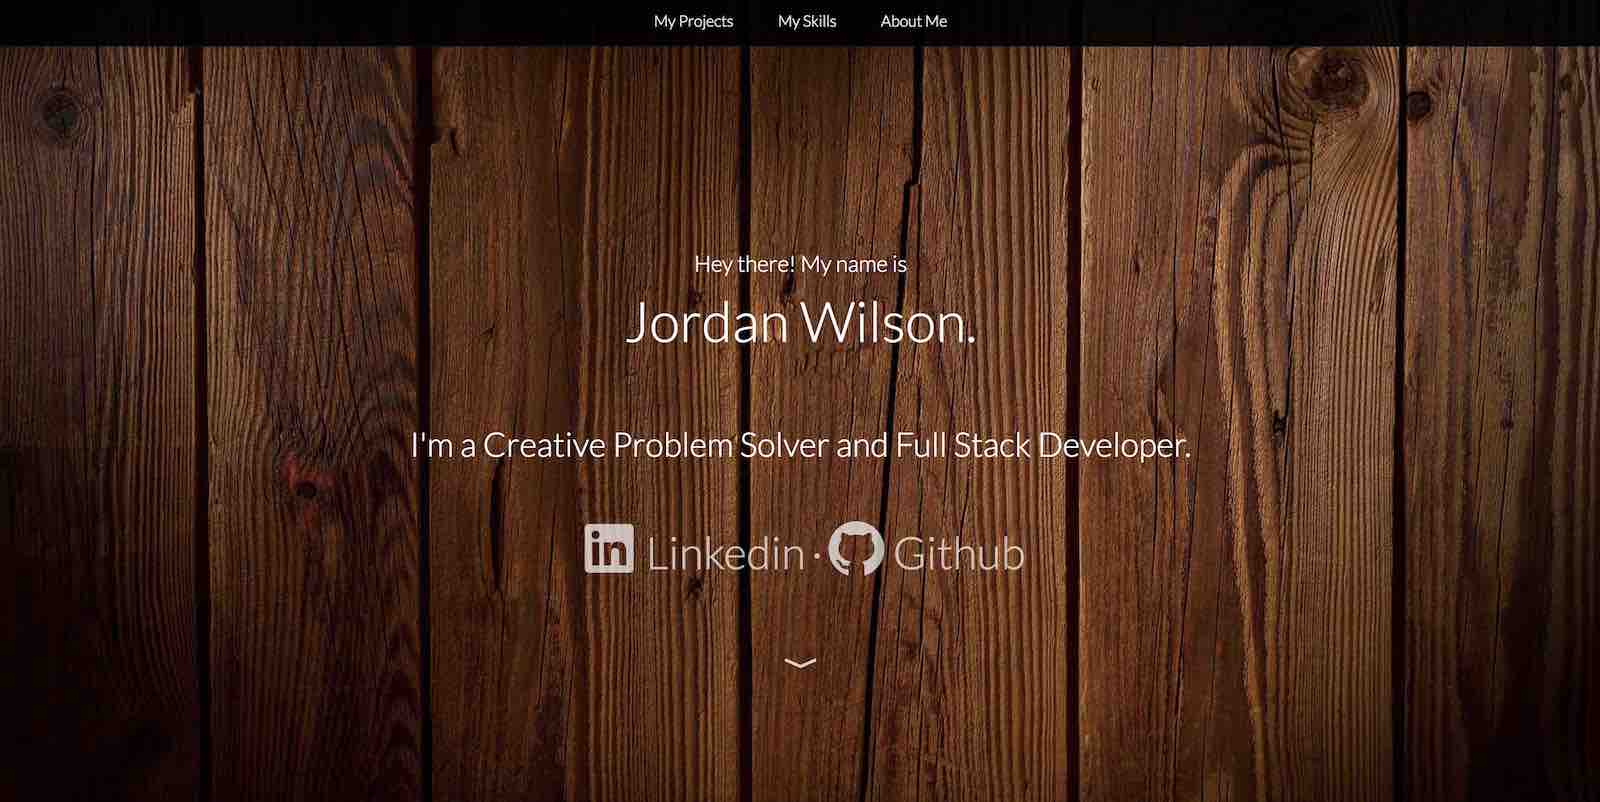 My Projects My Skills About Me
Hey there! My name is
Jordan Wilson.
I'm a Creative Problem Solver and Full Stack Developer.
in Linkedin · Github